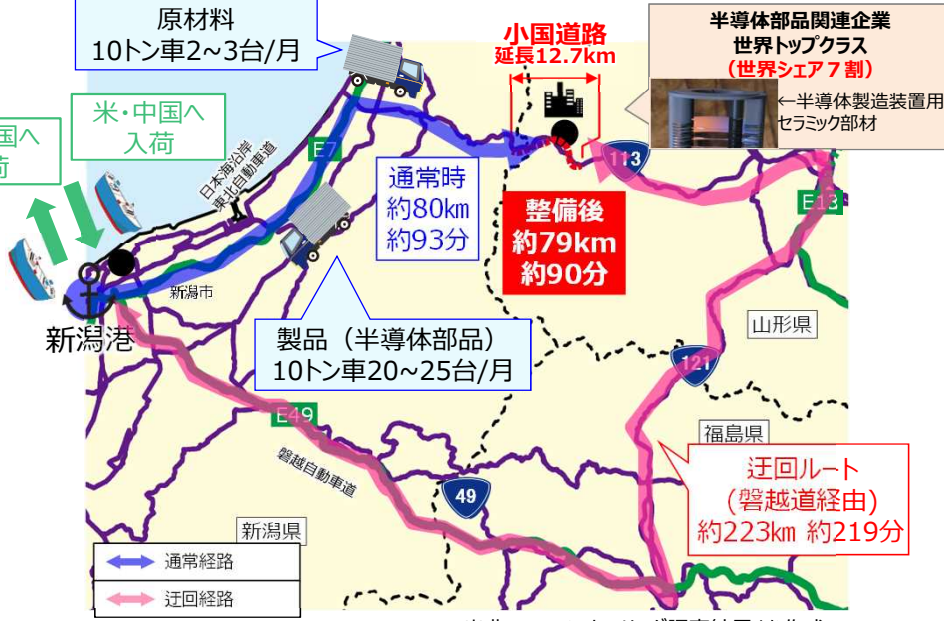 原材料
10トン車2~3台/月
小国道路
延長12.7km
半導体部品関連企業
世界トップクラス
(世界シェア7割)
←半導体製造装置用
セラミック部材
国へ
荷
米・中国へ
入荷
E7
日本海沿岸
東北自動車道
通常時
約80km
約93分
113
整備後
約79km
約90分
E13
新潟市
新潟港
製品(半導体部品)
10トン車20~25台/月
山形県
121
E49
磐越自動車道
49
福島県
迂回ルート
(磐越道経由)
約223km 約219分
新潟県
通常経路
迂回経路